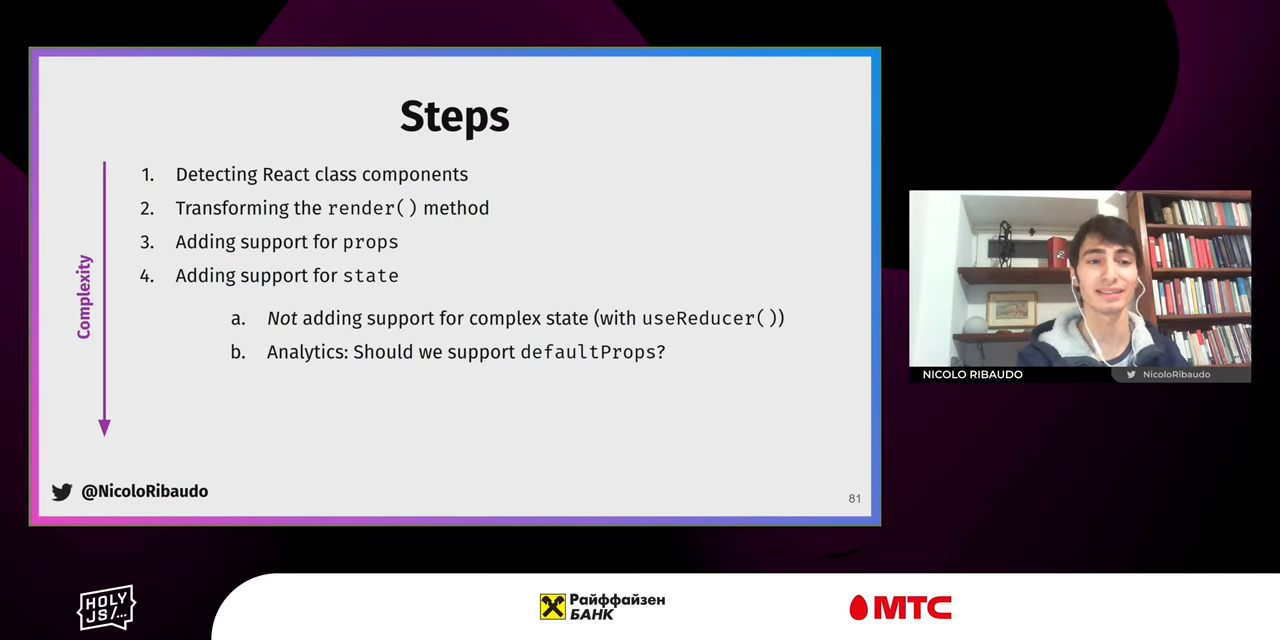 Steps
Complexity
1. Detecting React class components
2. Transforming the render() method
3. Adding support for props
4. Adding support for state
a. Not adding support for complex state (with useReducer())
b. Analytics: Should we support defaultProps?
@NicoloRibaudo
81
NICOLO RIBAUDO
NicoloRibaudo
HOLY
JS/...
Райффайзен
БАНК
МТС